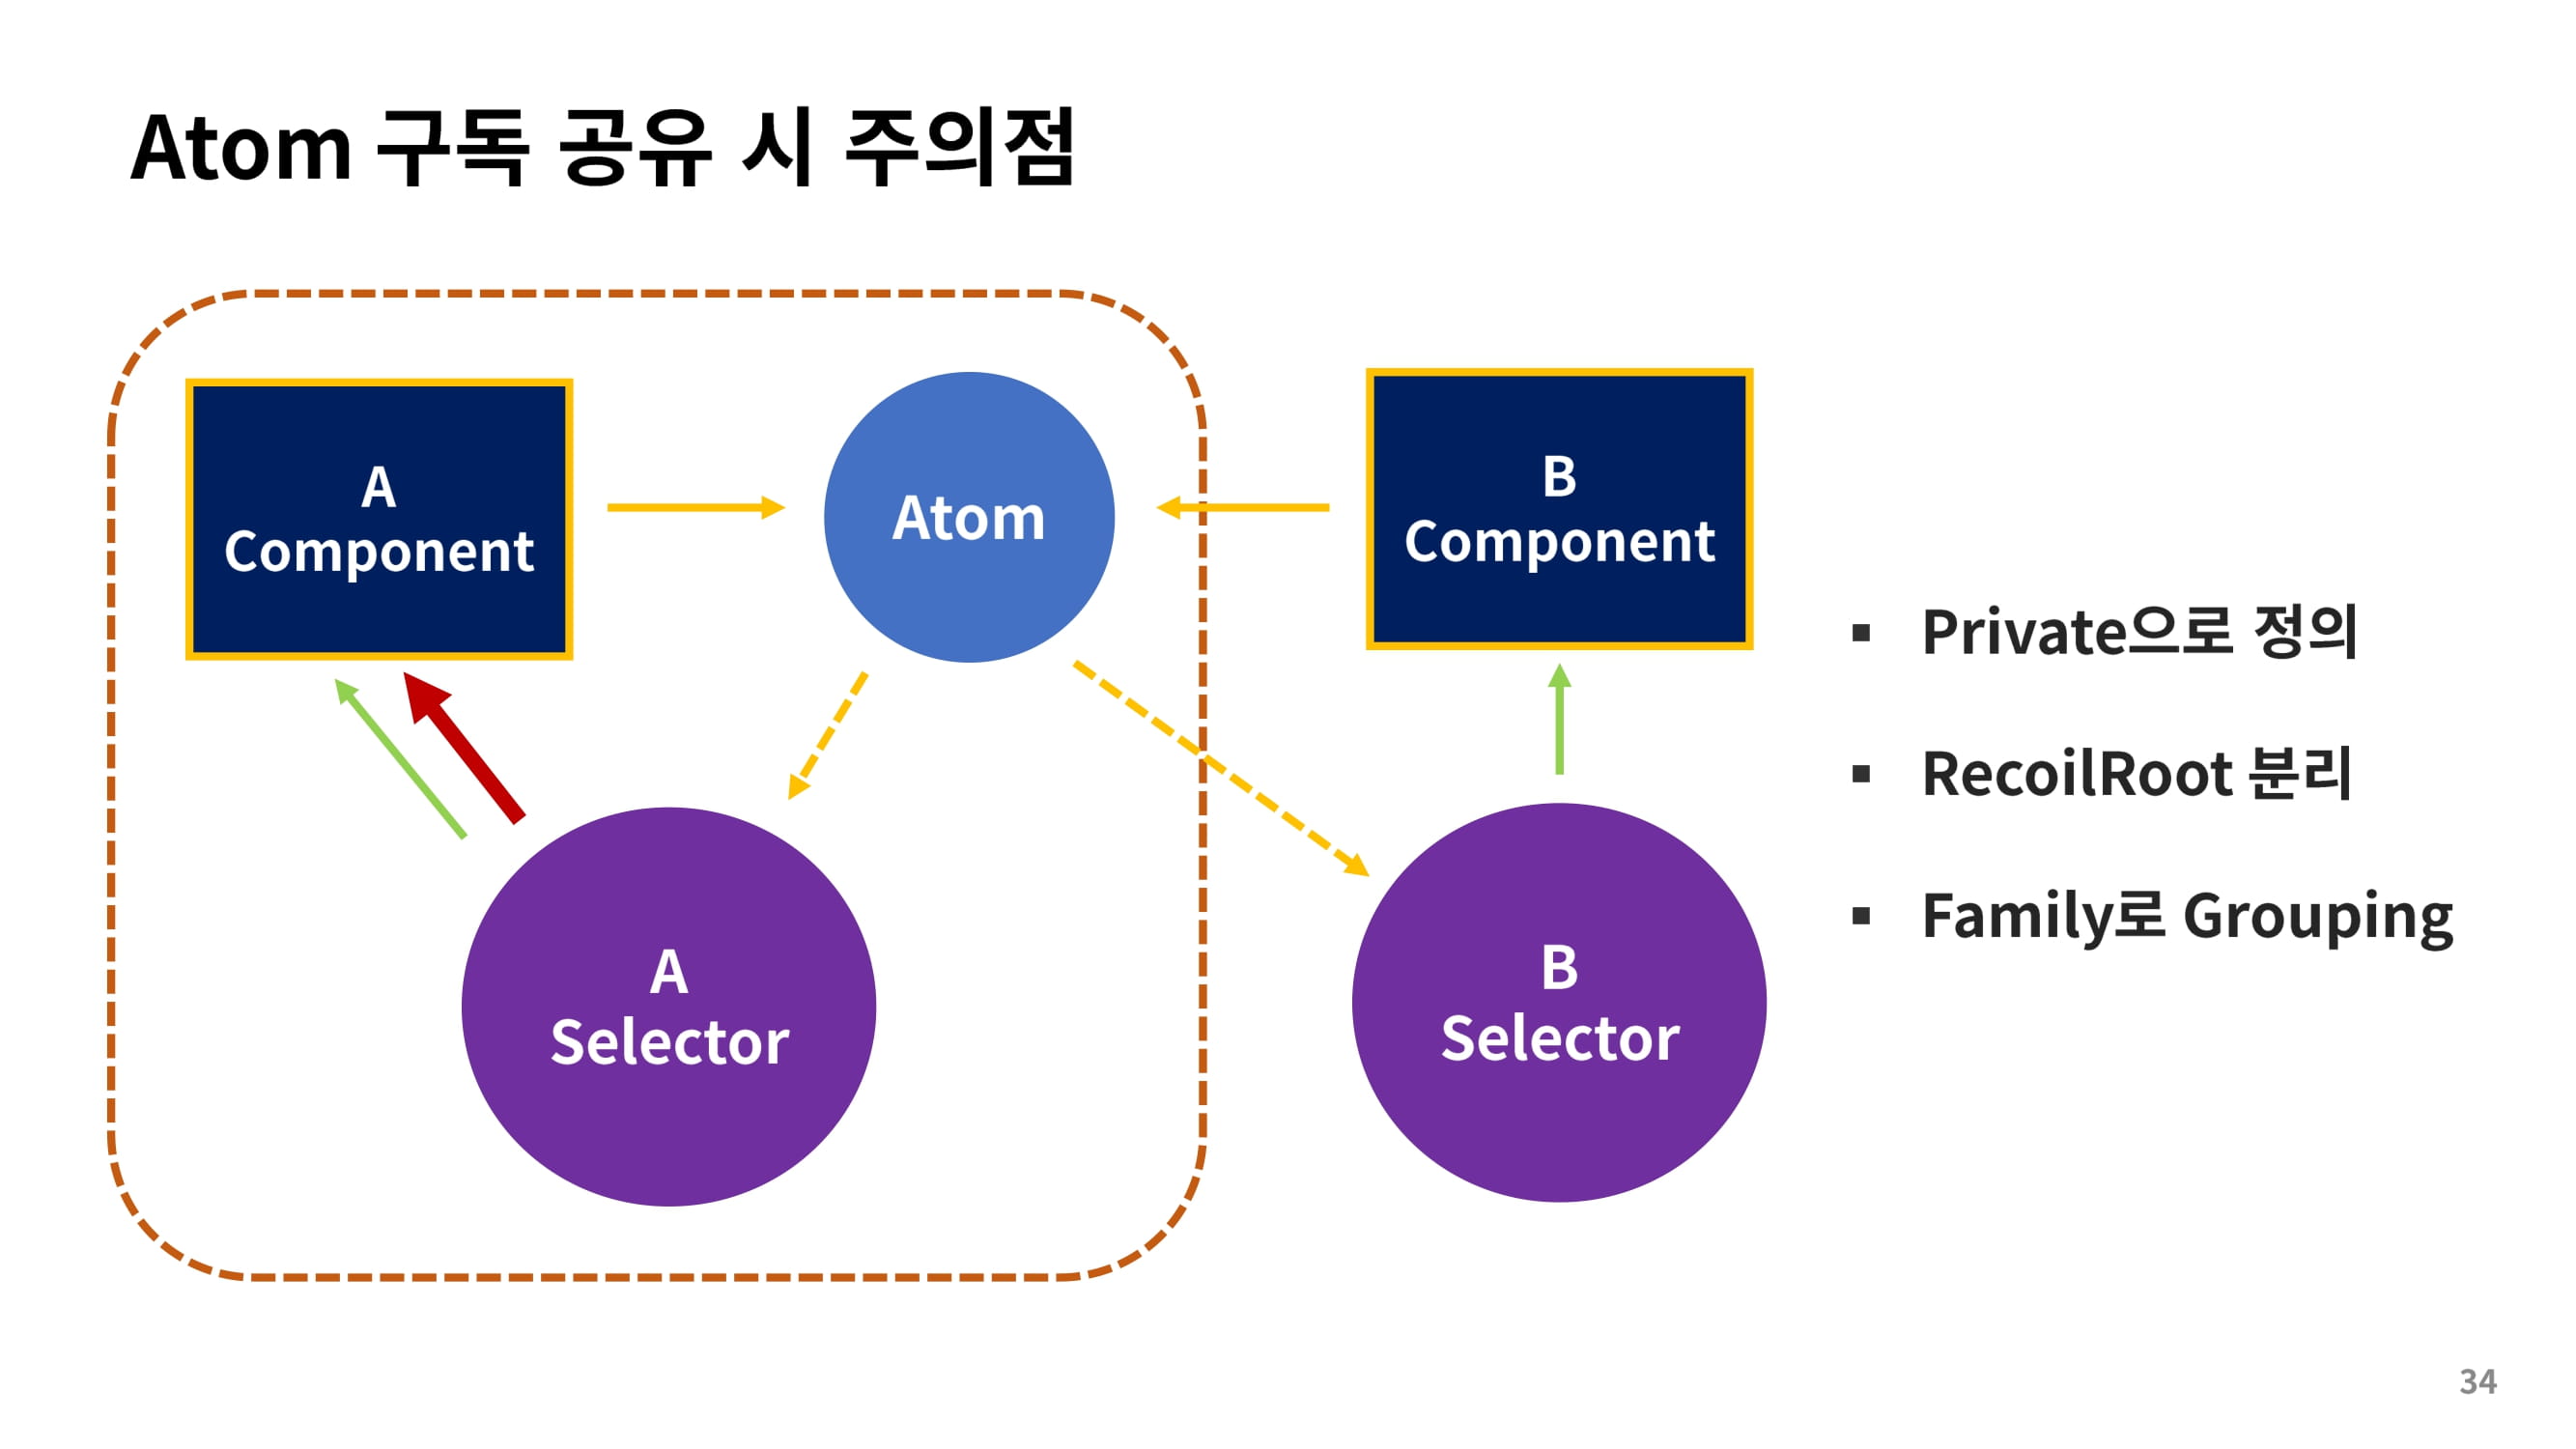 Atom 구독 공유 시 주의점
A
Component
Atom
B
Component
A
Selector
B
Selector
▪ Private으로 정의
▪ RecoilRoot 분리
▪ Family로 Grouping
34